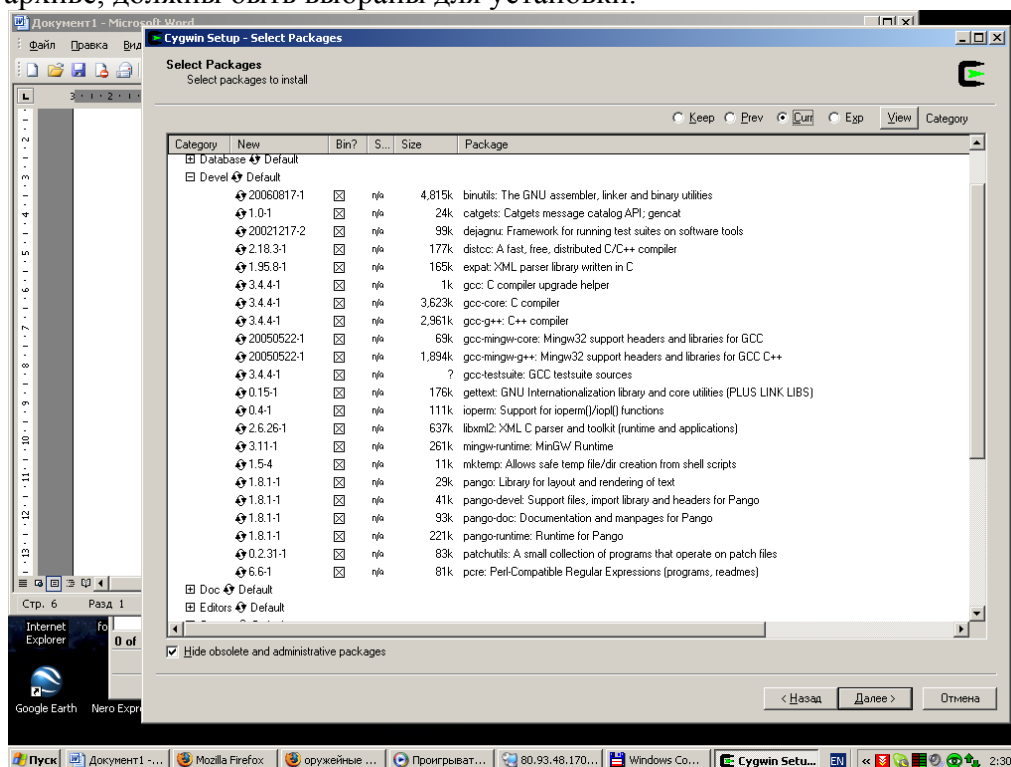 архиве, должны быть выбраны для установки.
Документ1 - Microsoft Word
Файл Правка Вид
Cygwin Setup - Select Packages
Select Packages
Select packages to install
Keep Prev Curr Exp View Category
Category New Bin? S... Size Package
Database Default
Devel Default
20060817-1 n/a 4,815k binutils: The GNU assembler, linker and binary utilities
1.0-1 n/a 24k catgets: Catgets message catalog API; gencat
20021217-2 n/a 99k dejagnu: Framework for running test suites on software tools
2.18.3-1 n/a 177k distcc: A fast, free, distributed C/C++ compiler
1.95.8-1 n/a 165k expat: XML parser library written in C
3.4.4-1 n/a 1k gcc: C compiler upgrade helper
3.4.4-1 n/a 3,623k gcc-core: C compiler
3.4.4-1 n/a 2,961k gcc-g++: C++ compiler
20050522-1 n/a 69k gcc-mingw-core: Mingw32 support headers and libraries for GCC
20050522-1 n/a 1,894k gcc-mingw-g++: Mingw32 support headers and libraries for GCC C++
3.4.4-1 n/a ? gcc-testsuite: GCC testsuite sources
0.15-1 n/a 176k gettext: GNU Internationalization library and core utilities (PLUS LINK LIBS)
0.4-1 n/a 111k ioperm: Support for ioperm()/iopl() functions
2.6.26-1 n/a 637k libxml2: XML C parser and toolkit (runtime and applications)
3.11-1 n/a 261k mingw-runtime: MinGW Runtime
1.5-4 n/a 11k mktemp: Allows safe temp file/dir creation from shell scripts
1.8.1-1 n/a 29k pango: Library for layout and rendering of text
1.8.1-1 n/a 41k pango-devel: Support files, import library and headers for Pango
1.8.1-1 n/a 93k pango-doc: Documentation and manpages for Pango
1.8.1-1 n/a 221k pango-runtime: Runtime for Pango
0.2.31-1 n/a 83k patchutils: A small collection of programs that operate on patch files
6.6-1 n/a 81k pcre: Perl-Compatible Regular Expressions (programs, readmes)
Doc Default
Editors Default
Hide obsolete and administrative packages
< Назад Далее > Отмена
Стр. 6 Разд 1
Internet Explorer fo
0 of
Google Earth Nero Expr
Пуск Документ1 -... Mozilla Firefox оружейные ... Проигрыват... 80.93.48.170... Windows Co... Cygwin Setu... EN 2:30